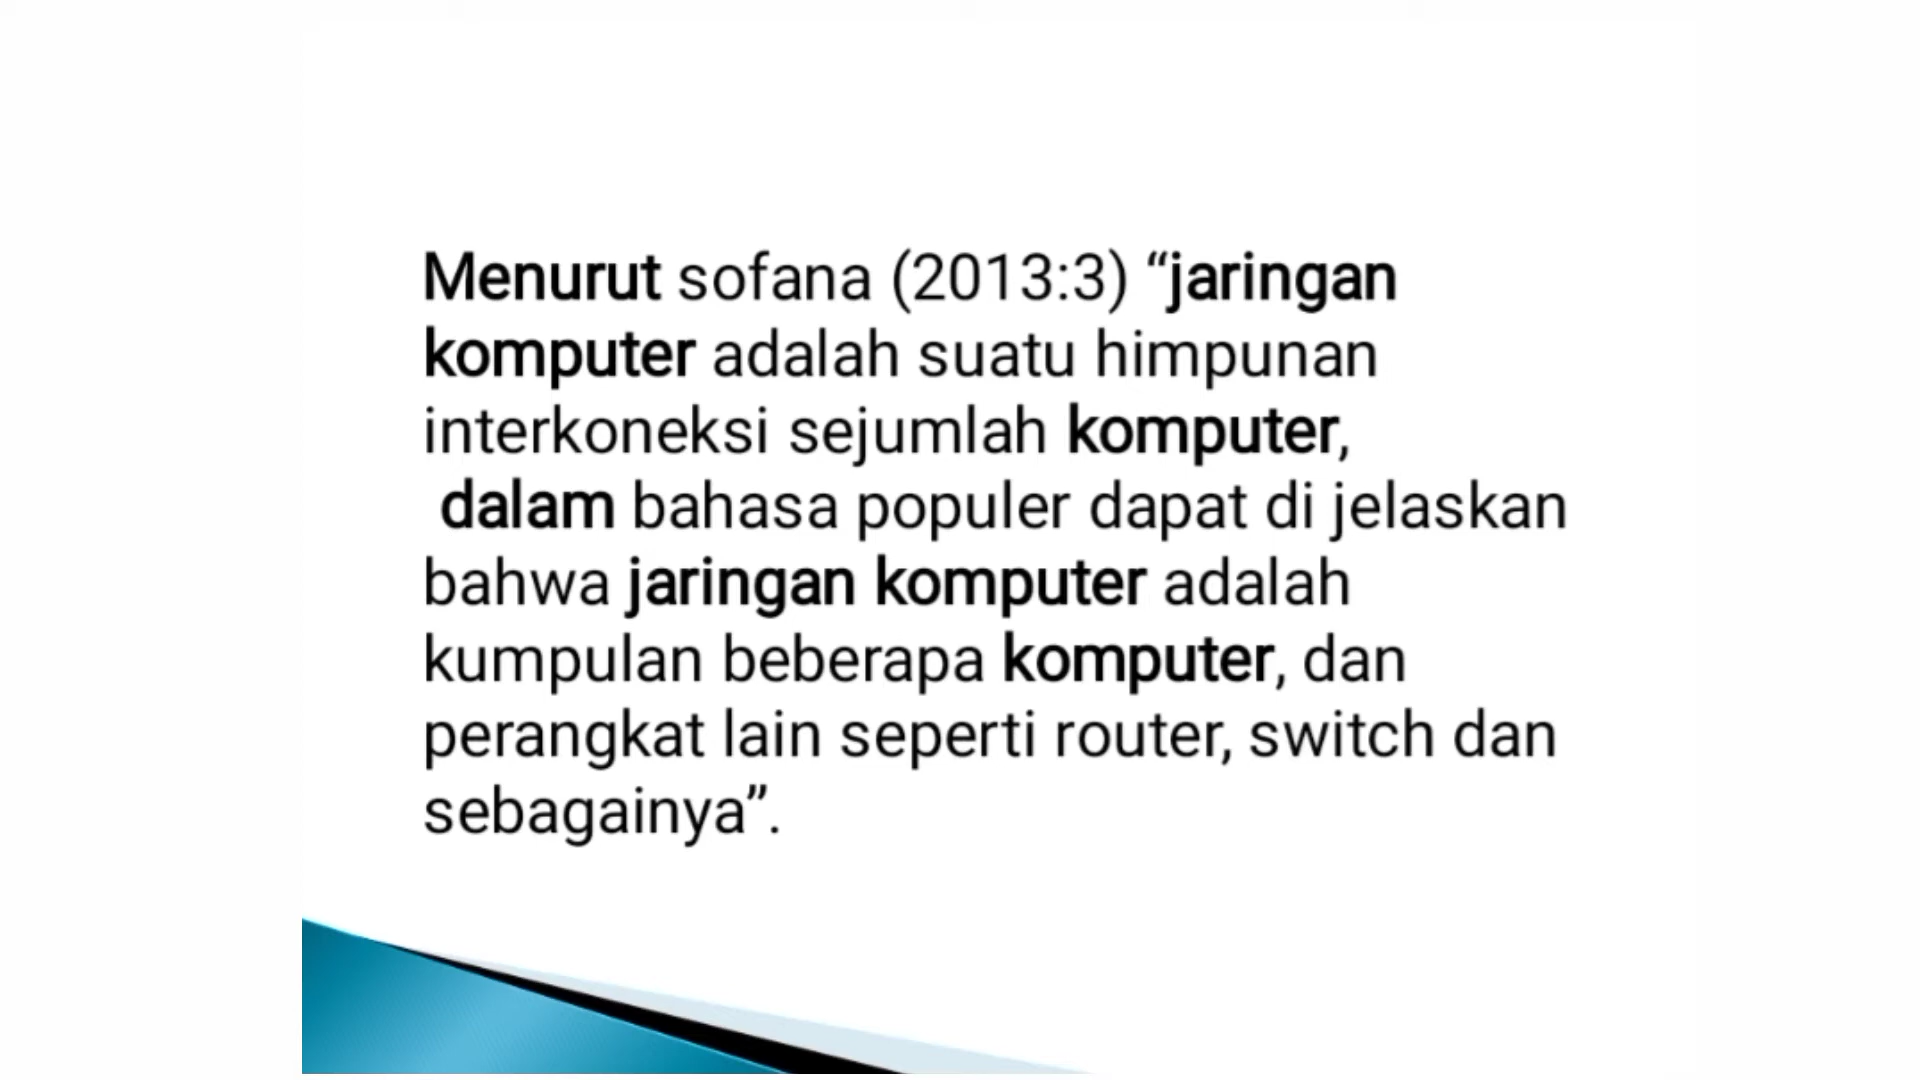 Menurut sofana (2013:3) “jaringan
komputer adalah suatu himpunan
interkoneksi sejumlah komputer,
dalam bahasa populer dapat di jelaskan
bahwa jaringan komputer adalah
kumpulan beberapa komputer, dan
perangkat lain seperti router, switch dan
sebagainya”.